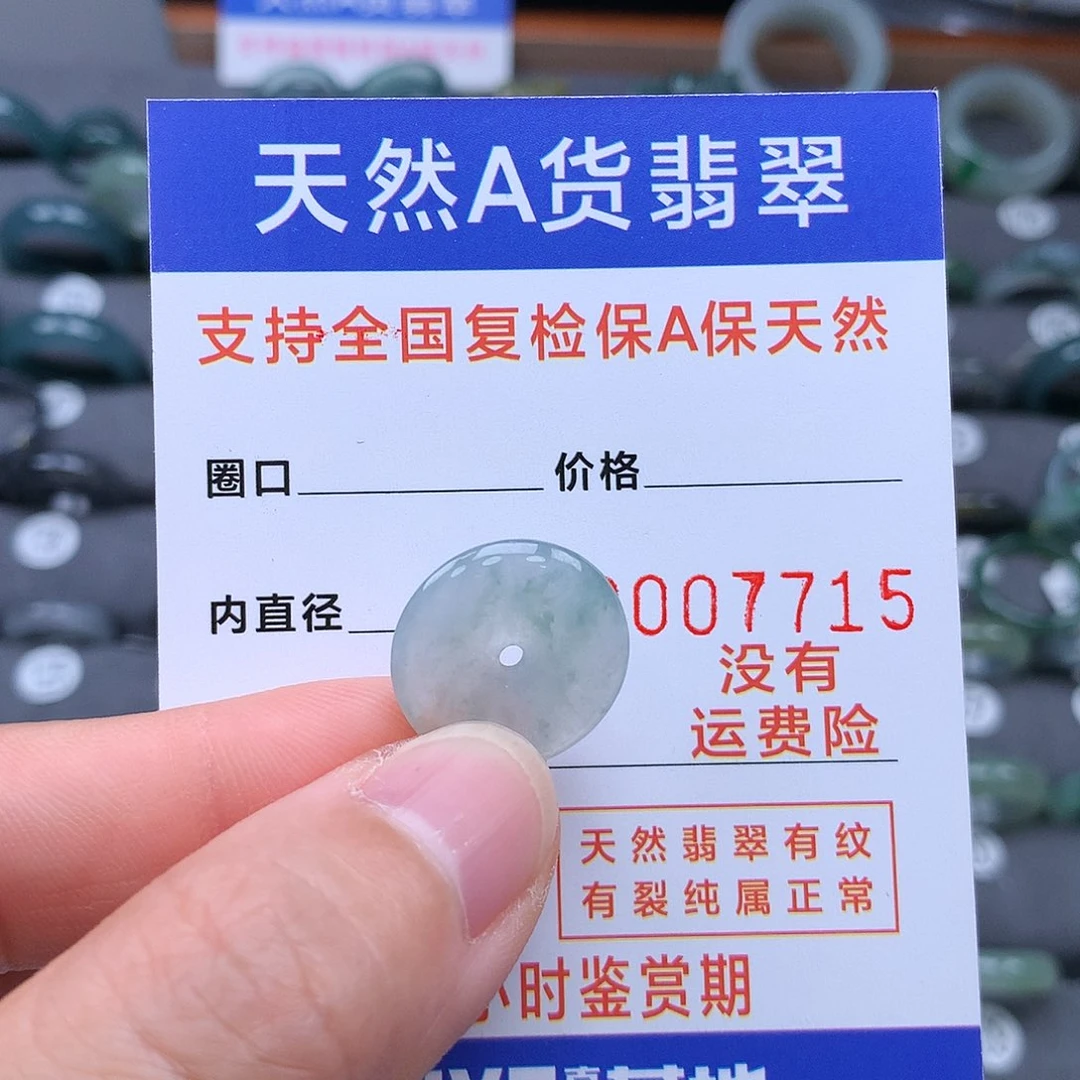 天然A货翡翠
支持全国复检保A保天然
圈口 价格
内直径 007715
没有
运费险
天然翡翠有纹
有裂纯属正常
小时鉴赏期